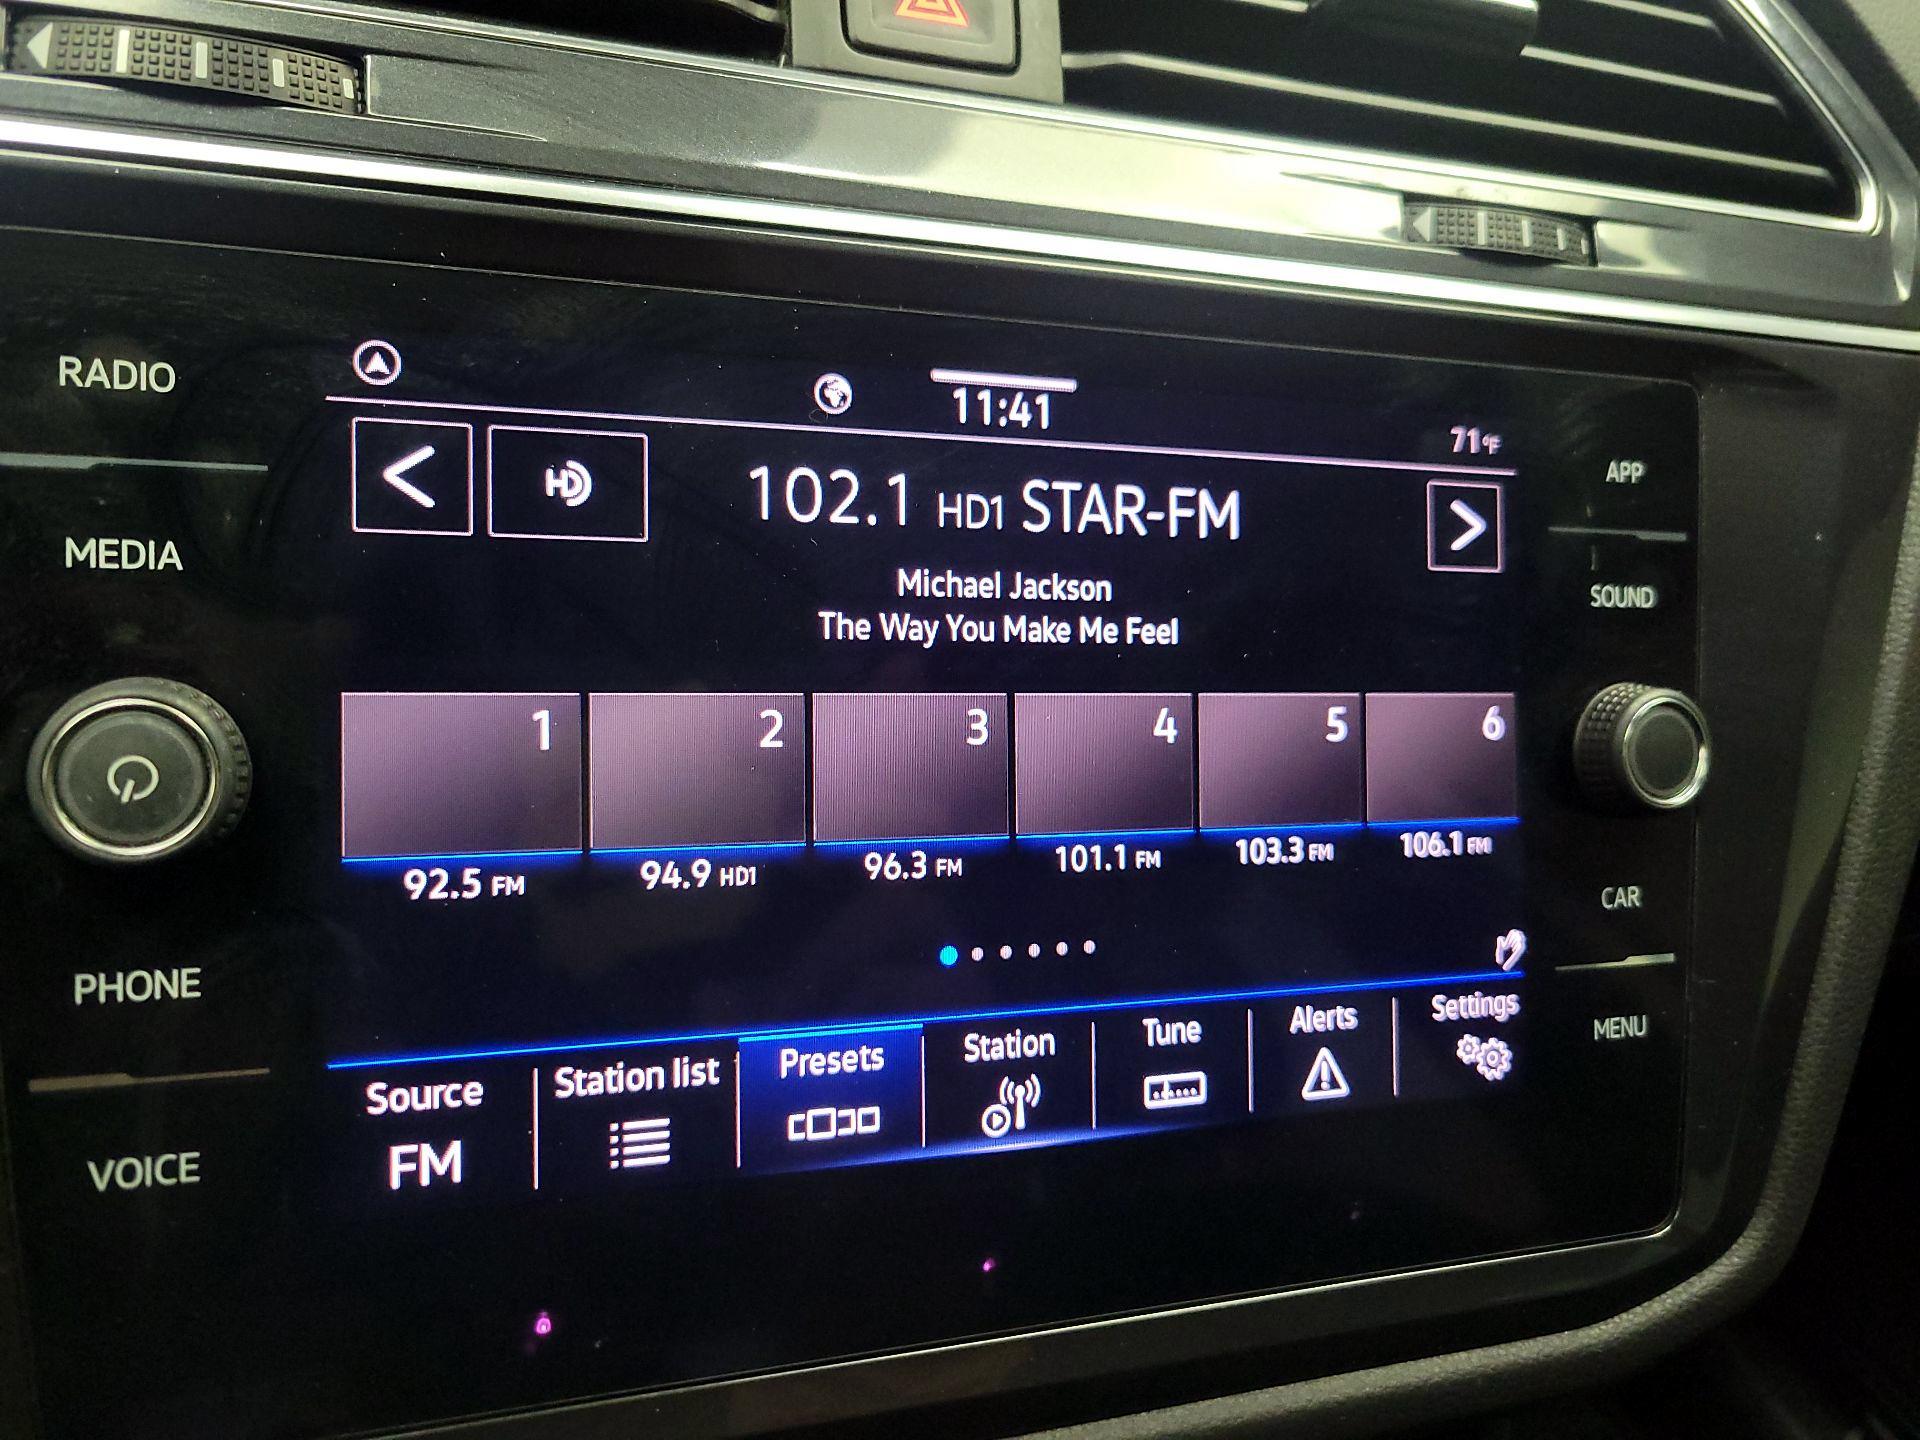 RADIO
MEDIA
PHONE
VOICE
11:41
71°F
HD
102.1 HD1 STAR-FM
Michael Jackson
The Way You Make Me Feel
1 2 3 4 5 6
92.5 FM 94.9 HD1 96.3 FM 101.1 FM 103.3 FM 106.1 FM
Source Station list Presets Station Tune Alerts Settings
FM
APP
SOUND
CAR
MENU